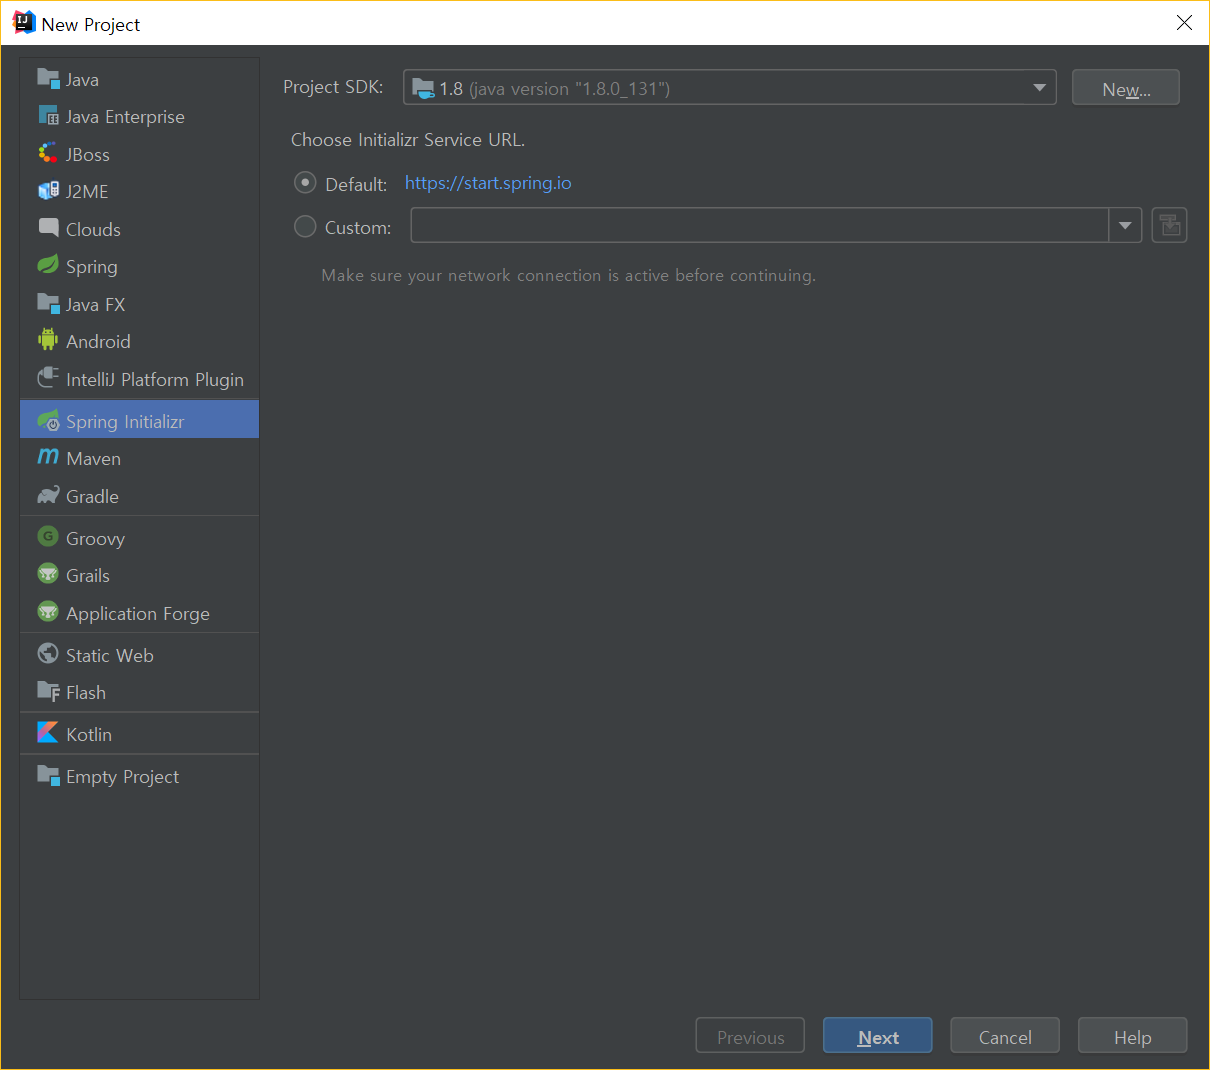 New Project
Java
Java Enterprise
JBoss
J2ME
Clouds
Spring
Java FX
Android
IntelliJ Platform Plugin
Spring Initializr
Maven
Gradle
Groovy
Grails
Application Forge
Static Web
Flash
Kotlin
Empty Project
Project SDK: 1.8 (java version "1.8.0_131") New...
Choose Initializr Service URL.
Default: https://start.spring.io
Custom:
Make sure your network connection is active before continuing.
Previous Next Cancel Help